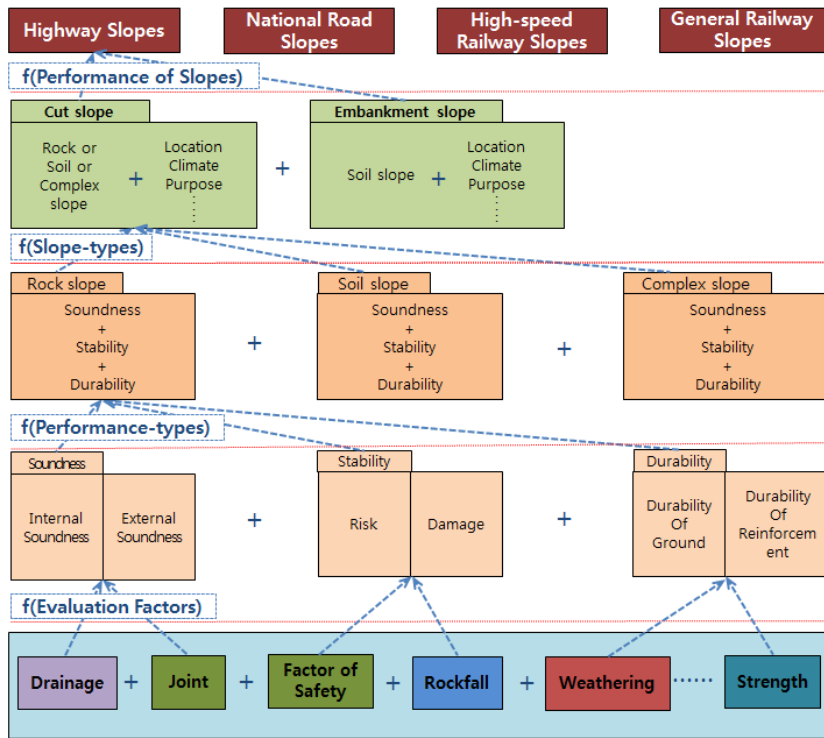 Highway Slopes
National Road
Slopes
High-speed
Railway Slopes
General Railway
Slopes
f(Performance of Slopes)
Cut slope
Rock or
Soil or
Complex
slope
+
Location
Climate
Purpose
+
Embankment slope
Soil slope
+
Location
Climate
Purpose
f(Slope-types)
Rock slope
Soundness
+
Stability
+
Durability
+
Soil slope
Soundness
+
Stability
+
Durability
+
Complex slope
Soundness
+
Stability
+
Durability
f(Performance-types)
Soundness
Internal
Soundness
External
Soundness
+
Stability
Risk
Damage
+
Durability
Durability
Of
Ground
Durability
Of
Reinforcem
ent
f(Evaluation Factors)
Drainage
+
Joint
+
Factor of
Safety
+
Rockfall
+
Weathering
......
Strength